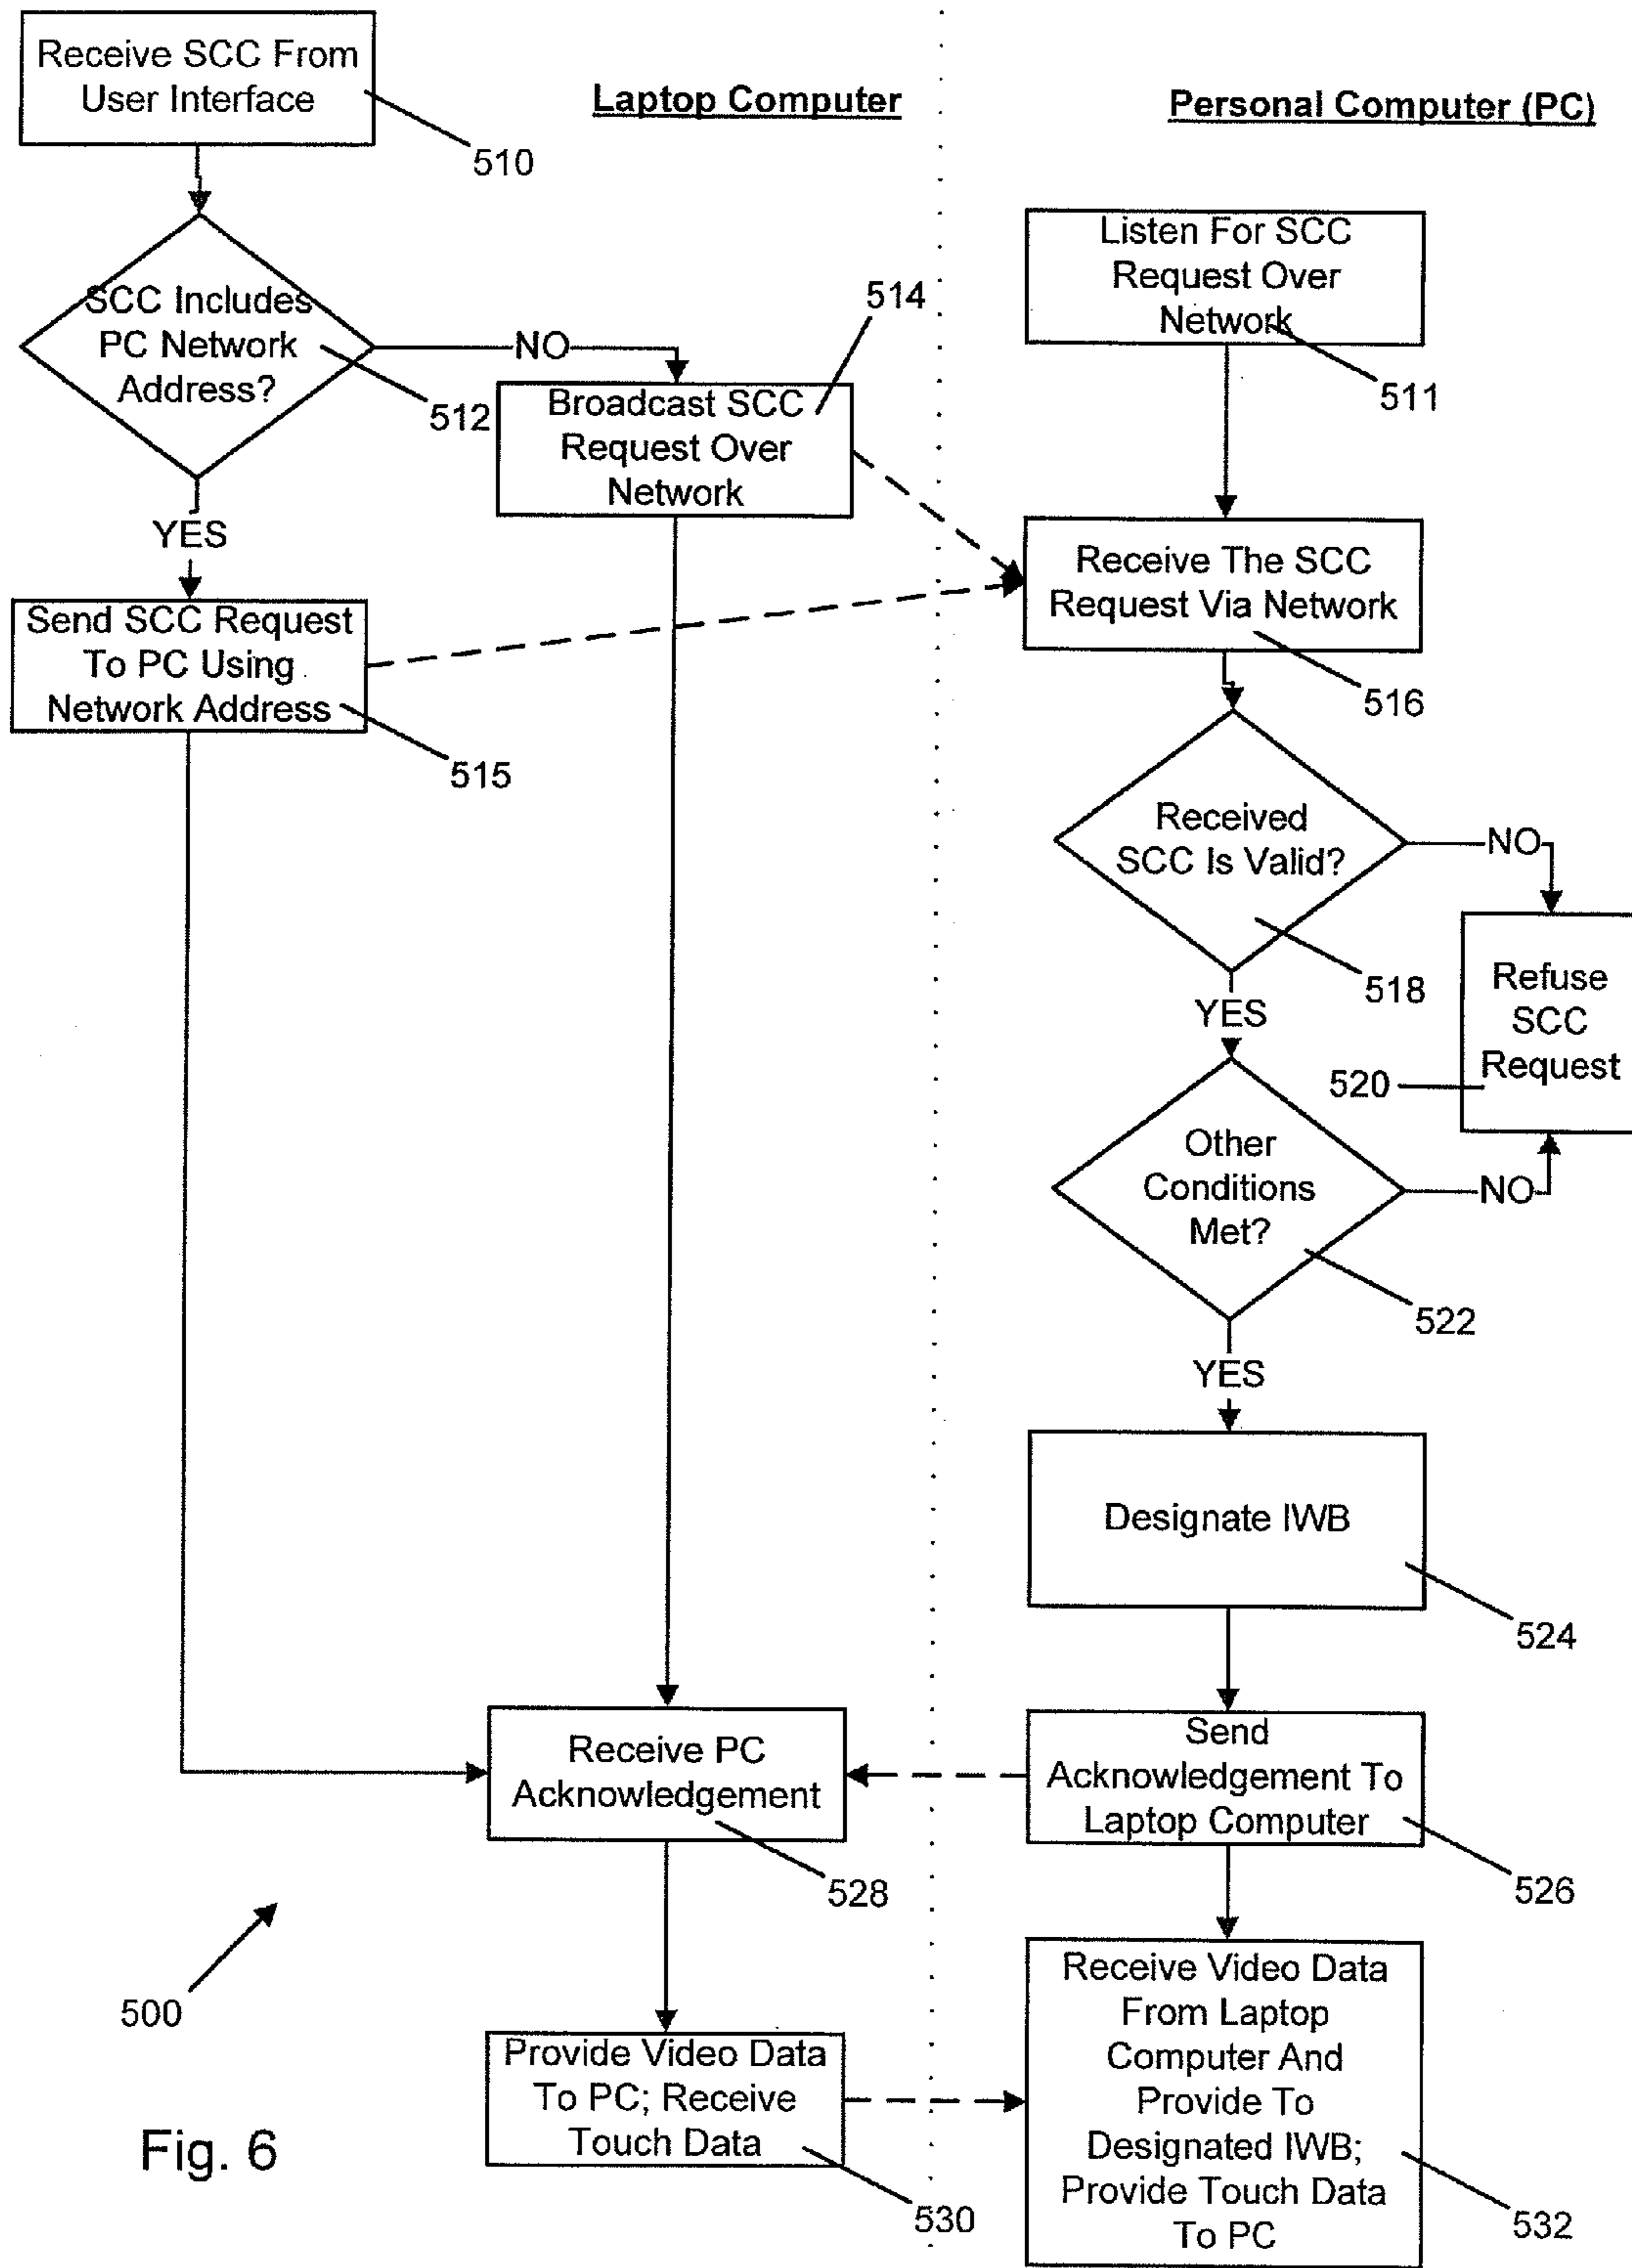 Receive SCC From
User Interface
510
Laptop Computer
Personal Computer (PC)
SCC Includes
PC Network
Address?
512
NO
514
Broadcast SCC
Request Over
Network
Listen For SCC
Request Over
Network
511
YES
Send SCC Request
To PC Using
Network Address
515
Receive The SCC
Request Via Network
516
Received
SCC Is Valid?
518
NO
Refuse
SCC
Request
520
YES
Other
Conditions
Met?
522
NO
YES
Designate IWB
524
Send
Acknowledgement To
Laptop Computer
526
Receive PC
Acknowledgement
528
500
Provide Video Data
To PC; Receive
Touch Data
530
Receive Video Data
From Laptop
Computer And
Provide To
Designated IWB;
Provide Touch Data
To PC
532
Fig. 6